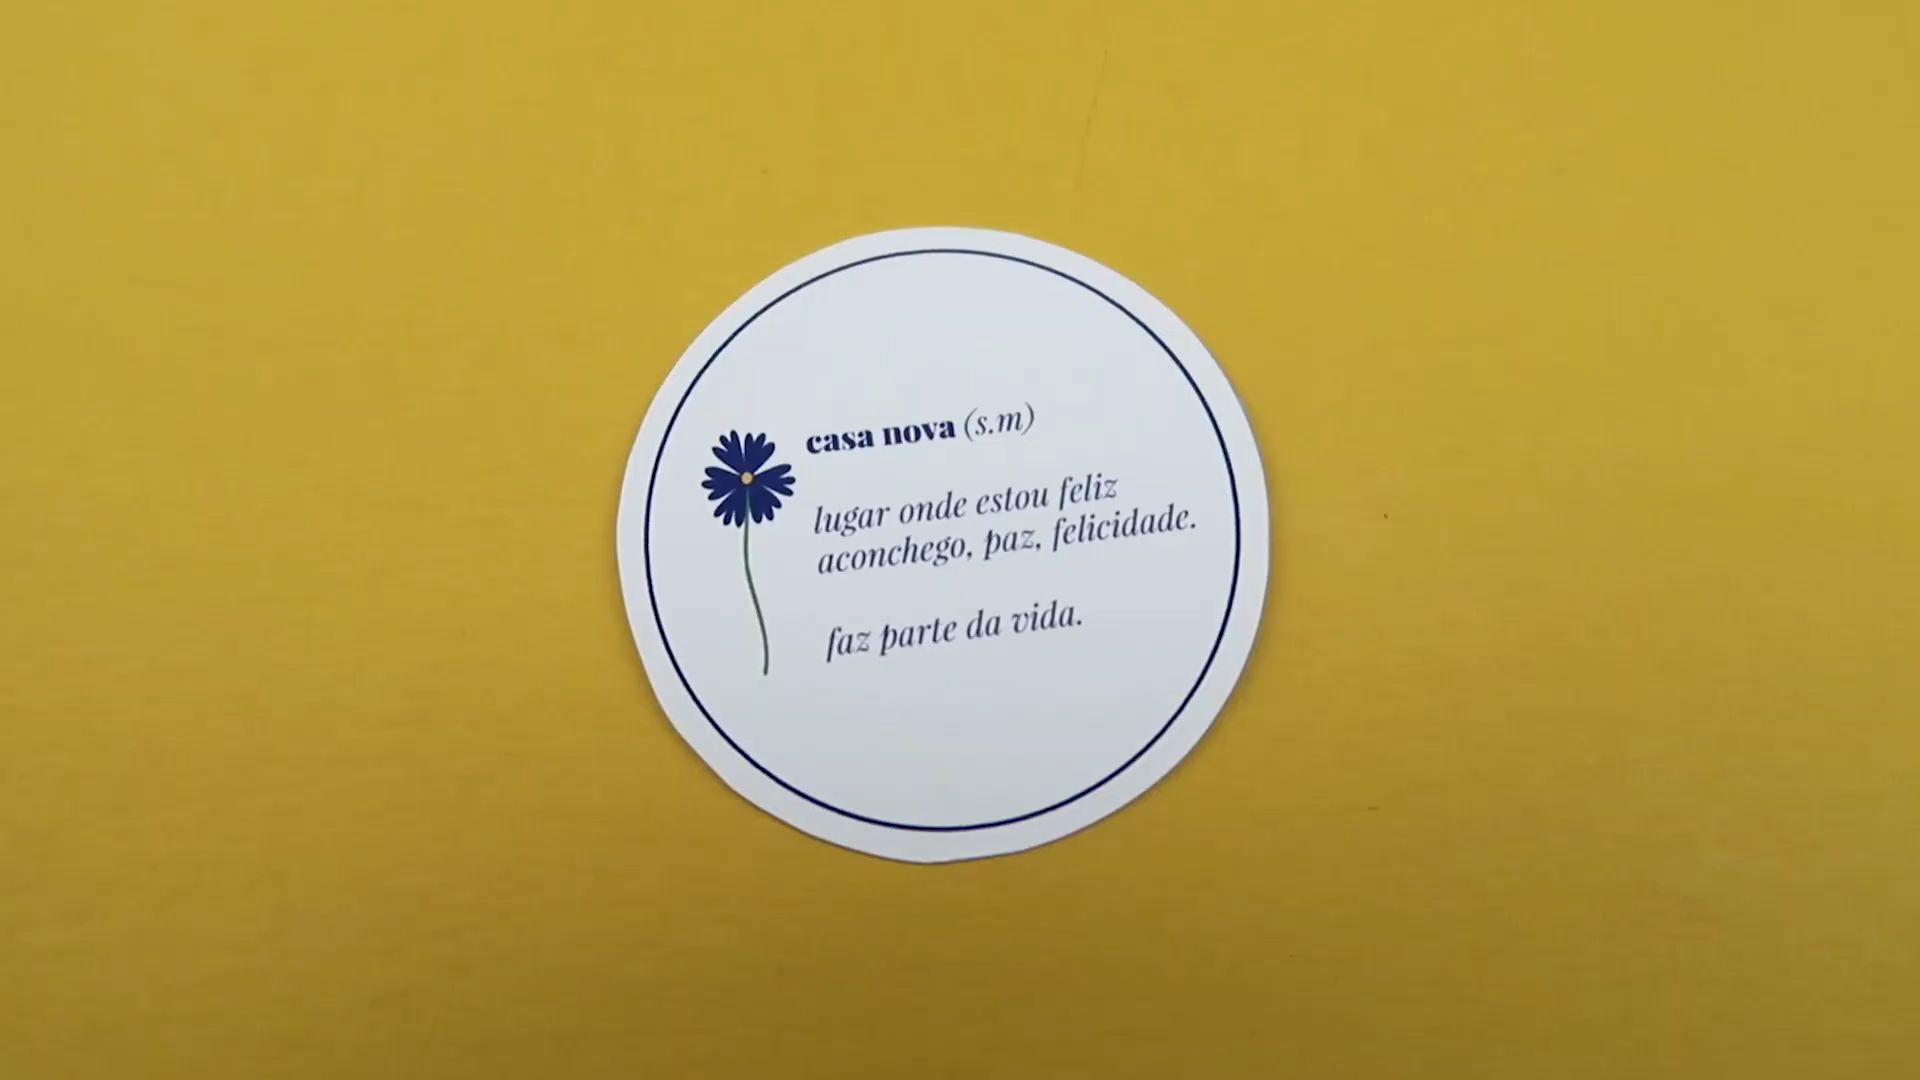 casa nova (s.m)
lugar onde estou feliz
aconchego, paz, felicidade.
faz parte da vida.